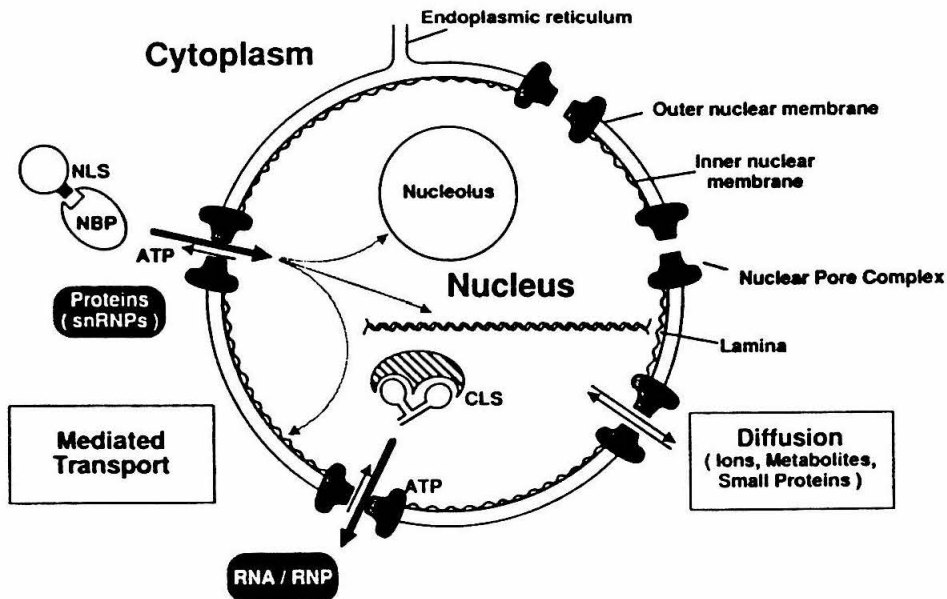 Endoplasmic reticulum
Cytoplasm
Outer nuclear membrane
Inner nuclear
membrane
NLS
NBP
Nucleolus
ATP
Nucleus
Nuclear Pore Complex
Proteins
( snRNPs )
Lamina
CLS
Mediated
Transport
Diffusion
( Ions, Metabolites,
Small Proteins )
ATP
RNA / RNP